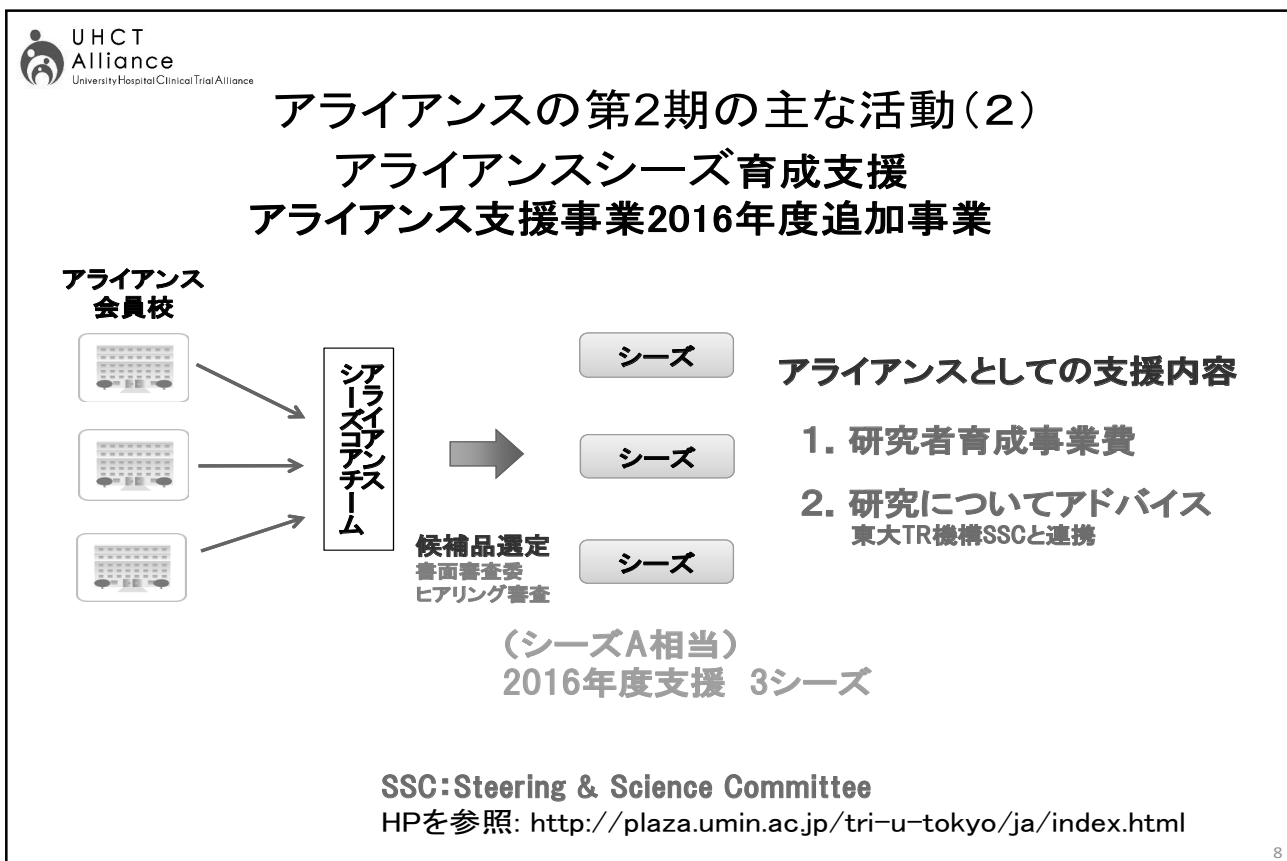 UHCT
Alliance
University Hospital Clinical Trial Alliance
アライアンスの第2期の主な活動（２）
アライアンスシーズ育成支援
アライアンス支援事業2016年度追加事業
アライアンス
会員校
アライアンス
シーズコアチーム
候補品選定
書面審査委
ヒアリング審査
シーズ
シーズ
シーズ
アライアンスとしての支援内容
１. 研究者育成事業費
２. 研究についてアドバイス
東大TR機構SSCと連携
（シーズA相当）
2016年度支援 3シーズ
SSC：Steering & Science Committee
HPを参照: http://plaza.umin.ac.jp/tri-u-tokyo/ja/index.html
8